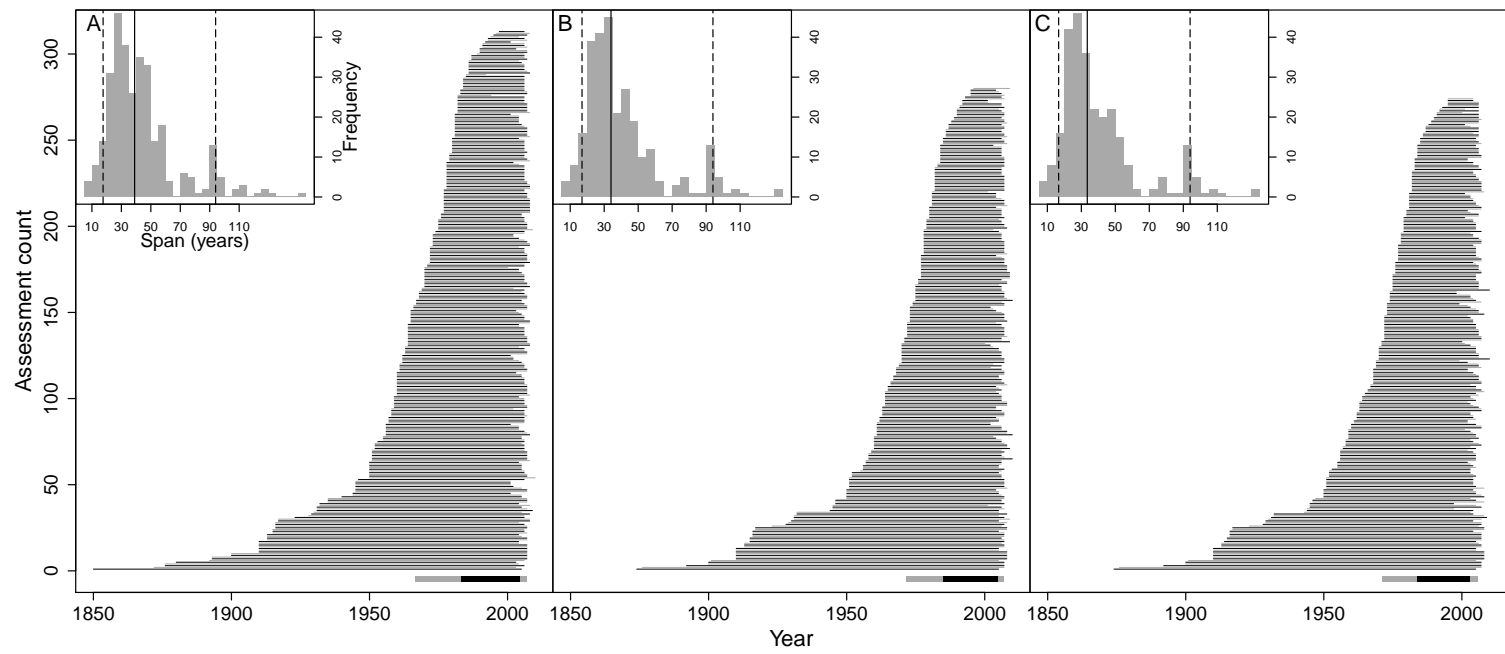 A
B
C
0 10 20 30 40
Frequency
10 30 50 70 90 110
Span (years)
0 10 20 30 40
10 30 50 70 90 110
0 10 20 30 40
10 30 50 70 90 110
Assessment count
0 50 100 150 200 250 300
1850 1900 1950 2000
1850 1900 1950 2000
1850 1900 1950 2000
Year